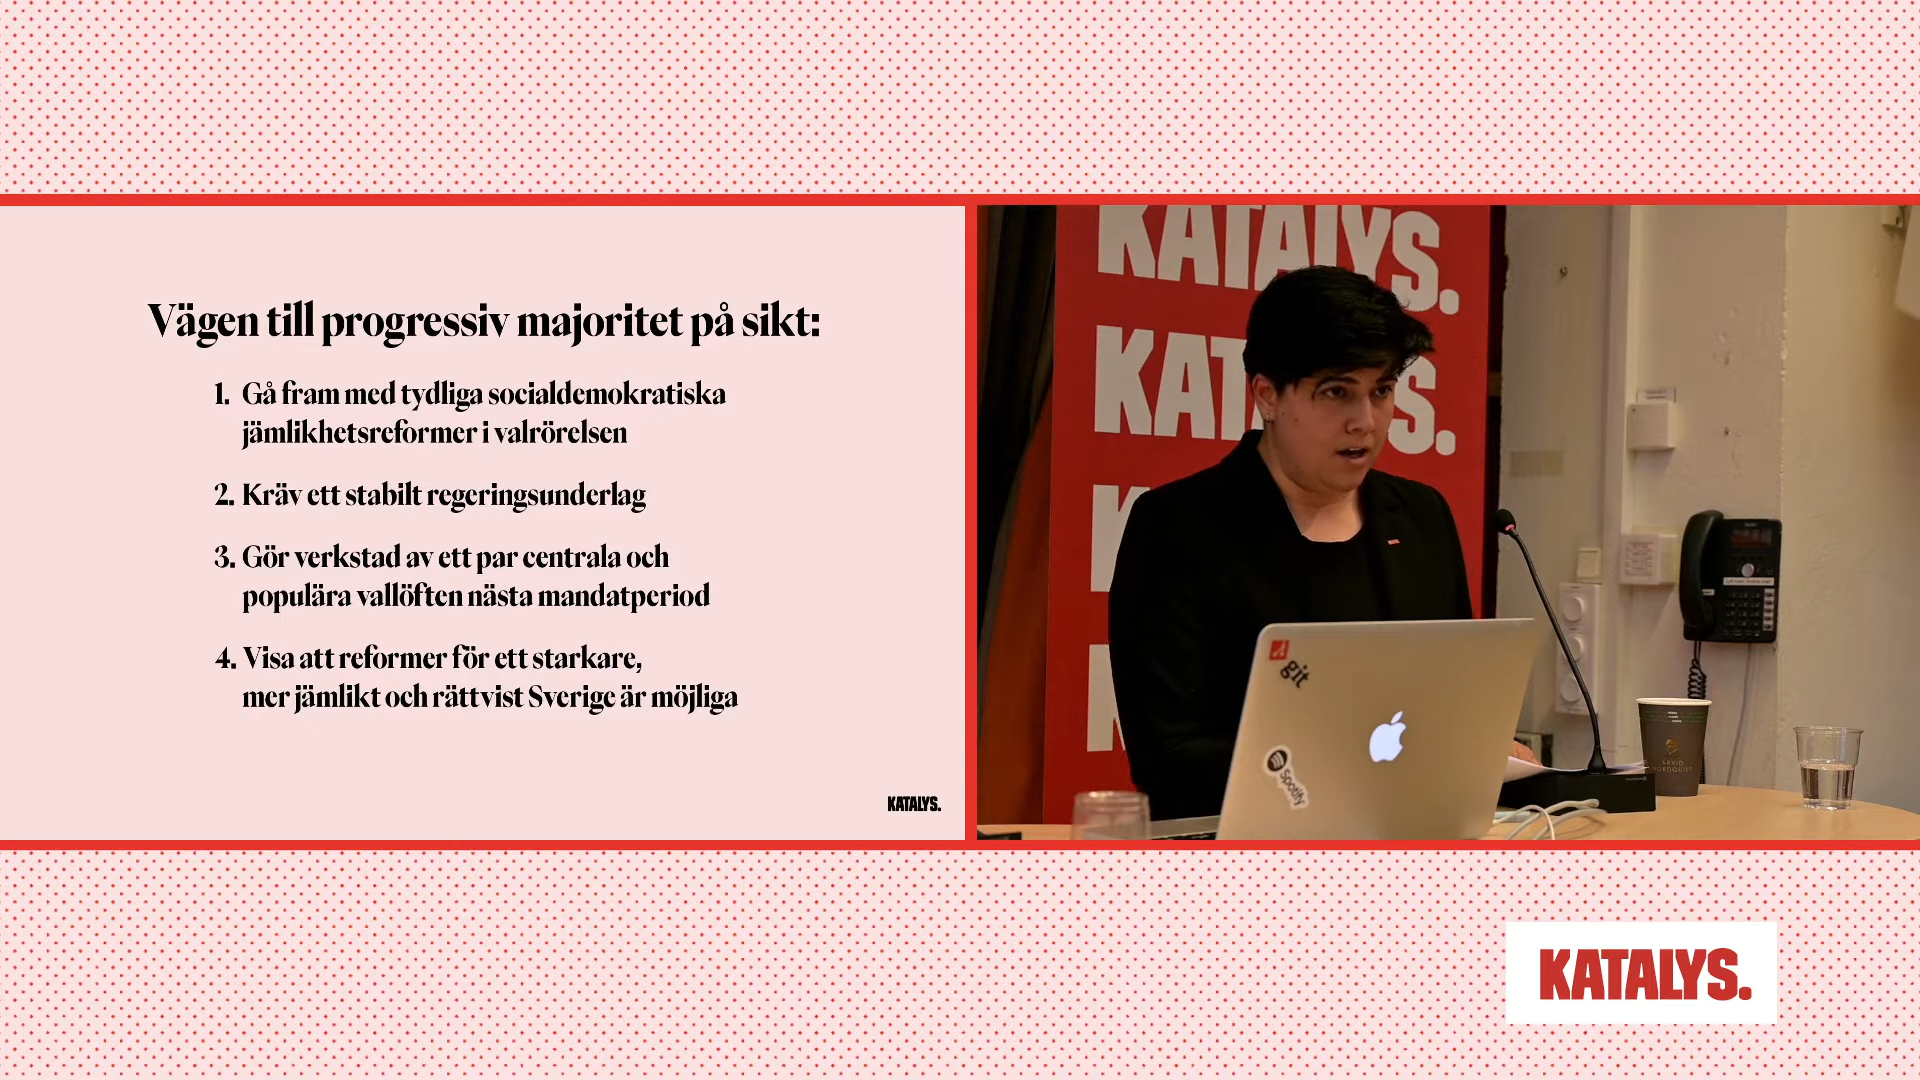 Vägen till progressiv majoritet på sikt:
1. Gå fram med tydliga socialdemokratiska
jämlikhetsreformer i valrörelsen
2. Kräv ett stabilt regeringsunderlag
3. Gör verkstad av ett par centrala och
populära vallöften nästa mandatperiod
4. Visa att reformer för ett starkare,
mer jämlikt och rättvist Sverige är möjliga
KATALYS.
KATALYS.
git
Spotify
ARVID
NORDQUIST
KATALYS.